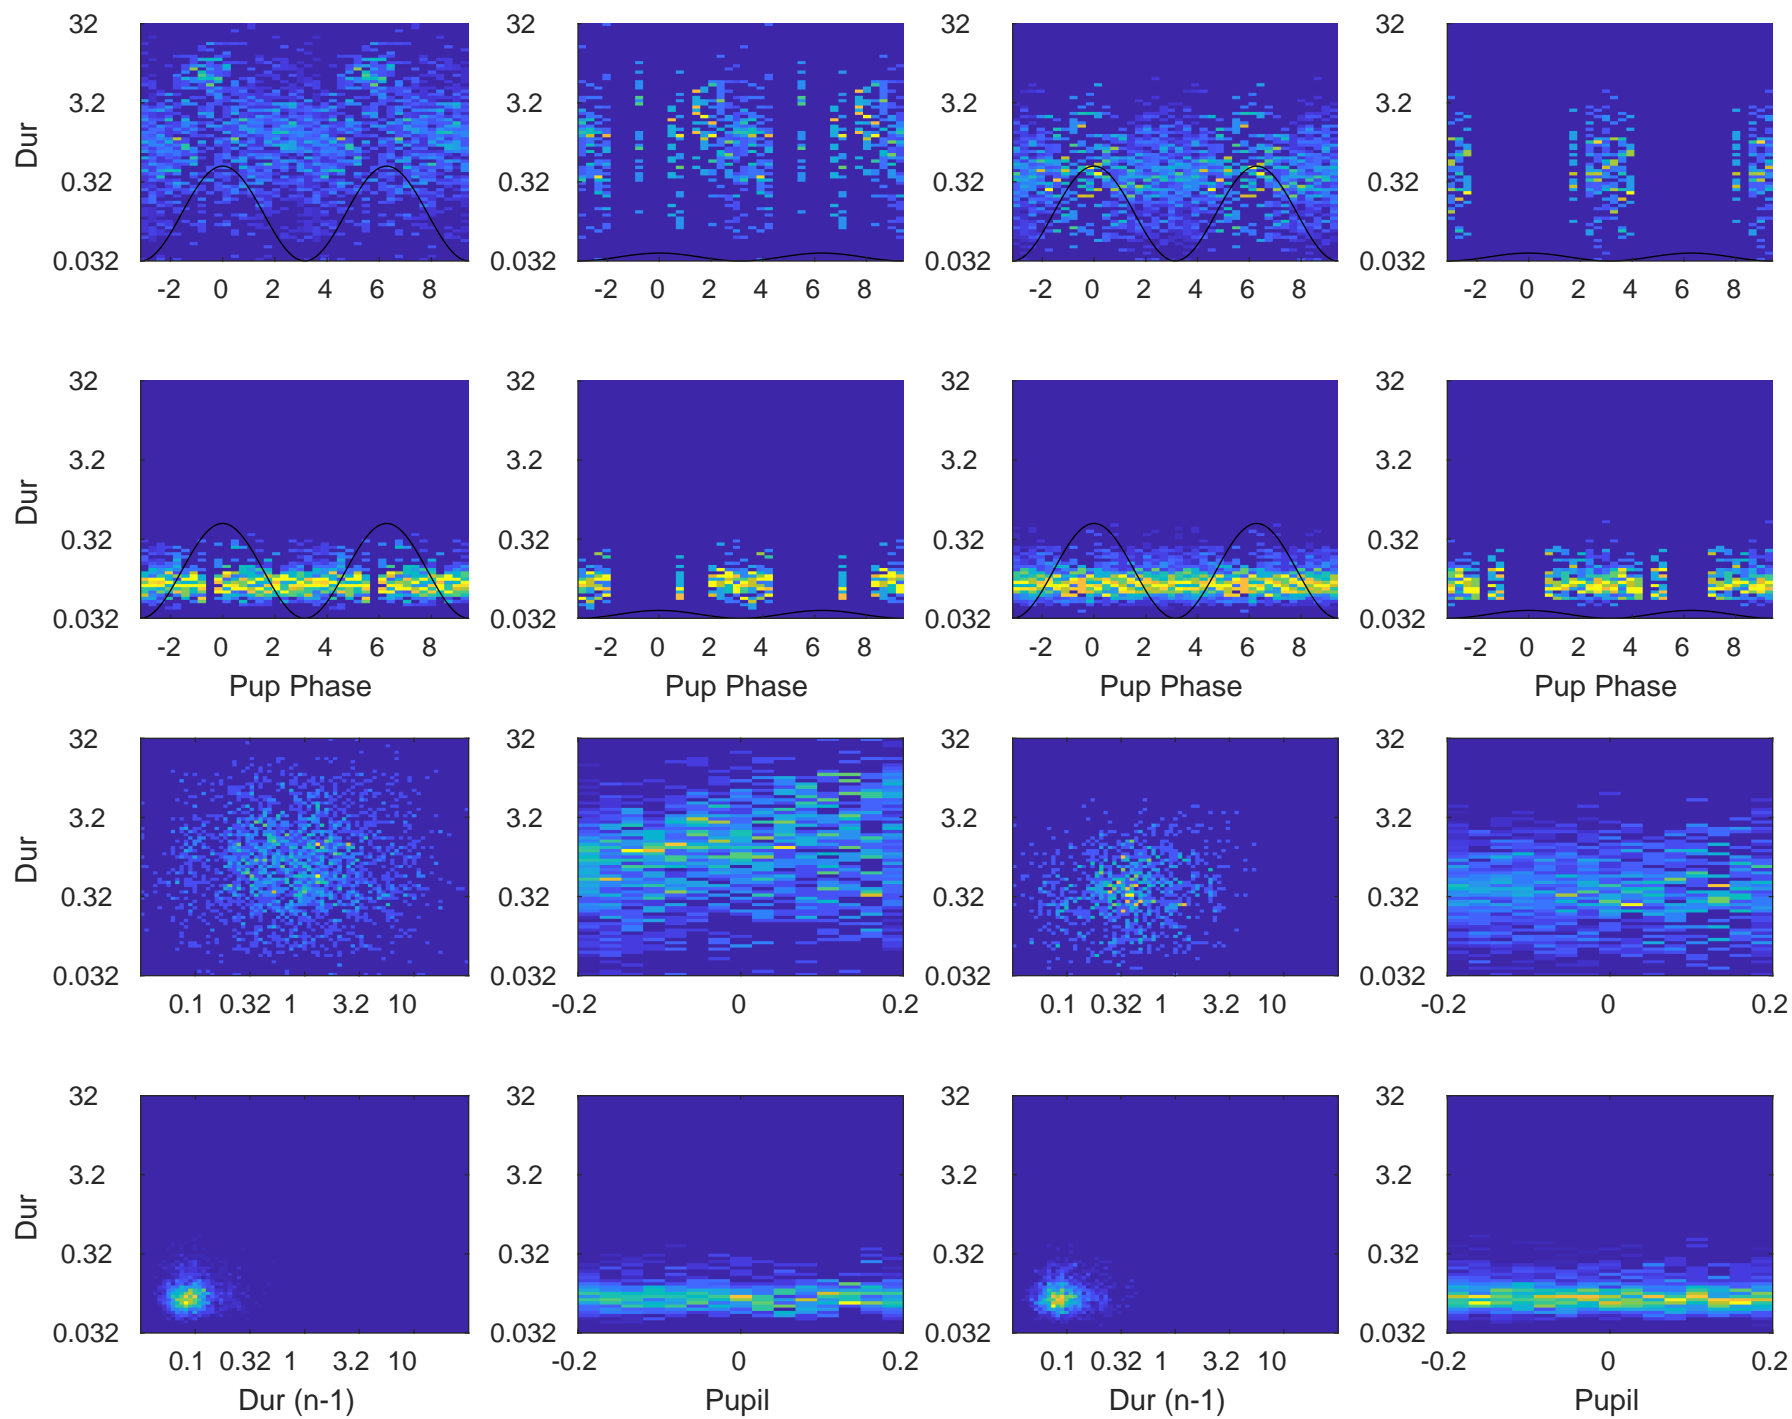 32 32 32 32
3.2 3.2 3.2 3.2
Dur
0.32 0.32 0.32 0.32
0.032 0.032 0.032 0.032
-2 0 2 4 6 8 -2 0 2 4 6 8 -2 0 2 4 6 8 -2 0 2 4 6 8
32 32 32 32
3.2 3.2 3.2 3.2
Dur
0.32 0.32 0.32 0.32
0.032 0.032 0.032 0.032
-2 0 2 4 6 8 -2 0 2 4 6 8 -2 0 2 4 6 8 -2 0 2 4 6 8
Pup Phase Pup Phase Pup Phase Pup Phase
32 32 32 32
3.2 3.2 3.2 3.2
Dur
0.32 0.32 0.32 0.32
0.032 0.032 0.032 0.032
0.1 0.32 1 3.2 10 -0.2 0 0.2 0.1 0.32 1 3.2 10 -0.2 0 0.2
32 32 32 32
3.2 3.2 3.2 3.2
Dur
0.32 0.32 0.32 0.32
0.032 0.032 0.032 0.032
0.1 0.32 1 3.2 10 -0.2 0 0.2 0.1 0.32 1 3.2 10 -0.2 0 0.2
Dur (n-1) Pupil Dur (n-1) Pupil